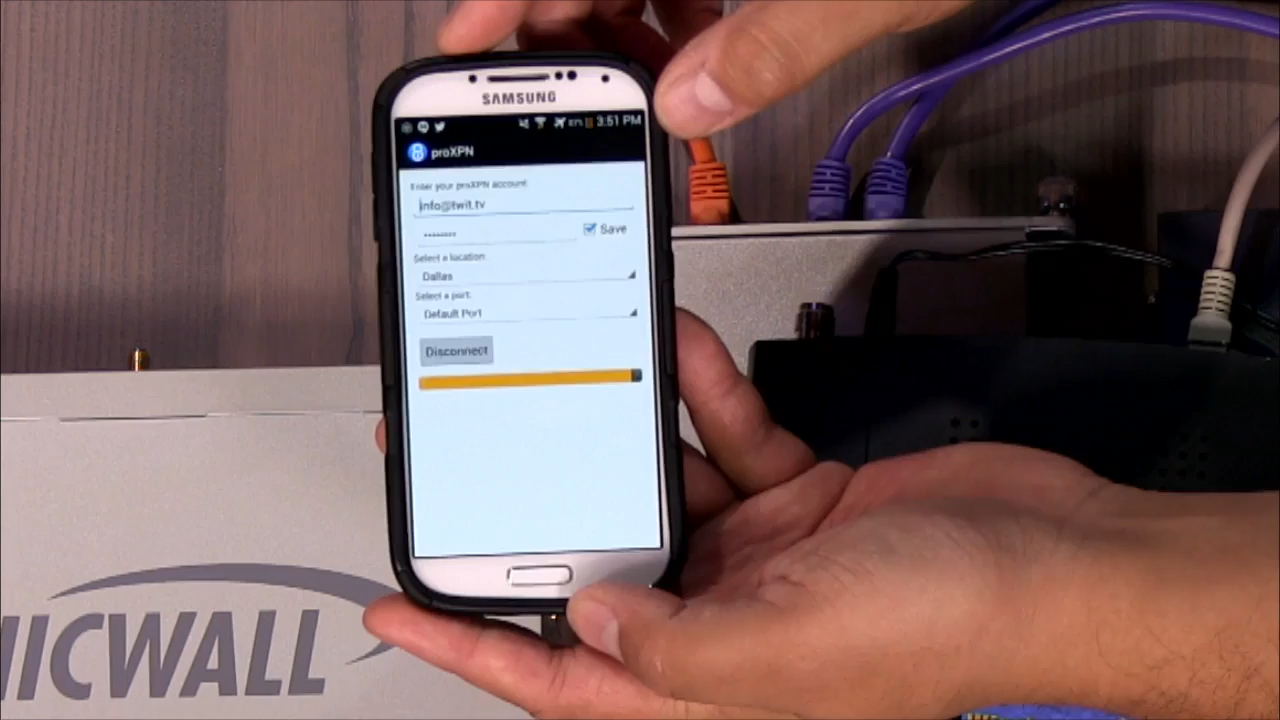 SAMSUNG
3:51 PM
proXPN
Enter your proXPN account:
info@twit.tv
Save
Select a location:
Dallas
Select a port:
Default Port
Disconnect
NICWALL